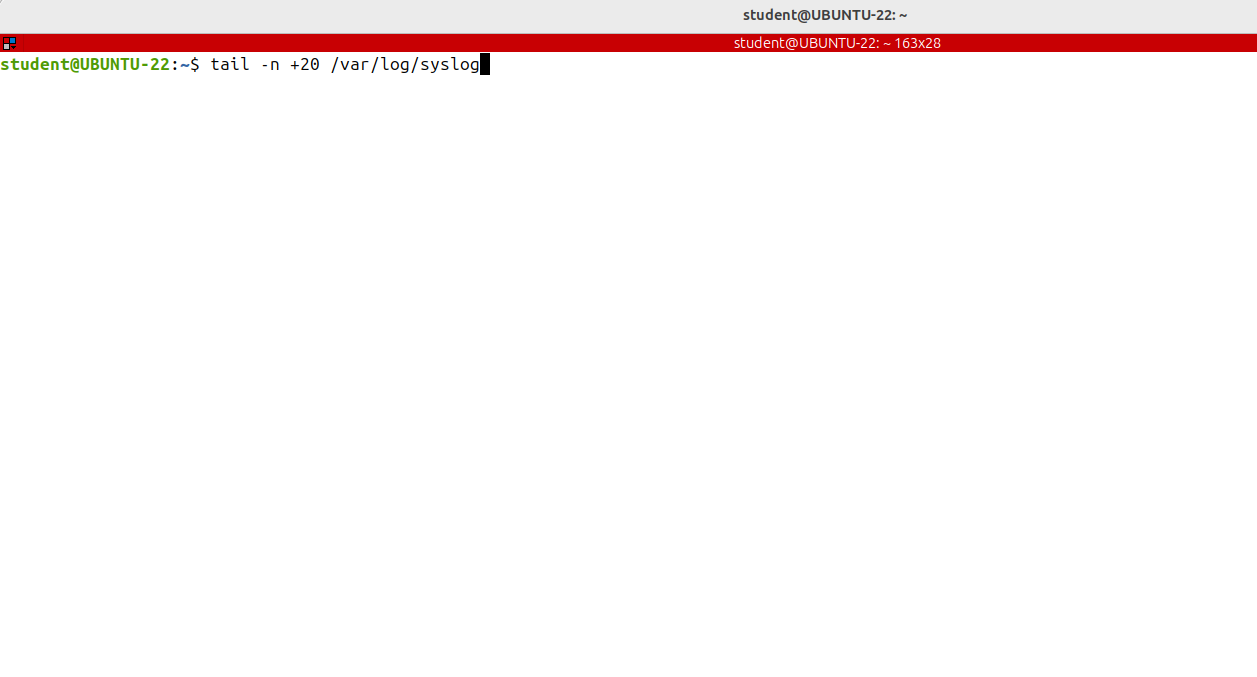 student@UBUNTU-22: ~
student@UBUNTU-22: ~ 163x28
student@UBUNTU-22:~$ tail -n +20 /var/log/syslog